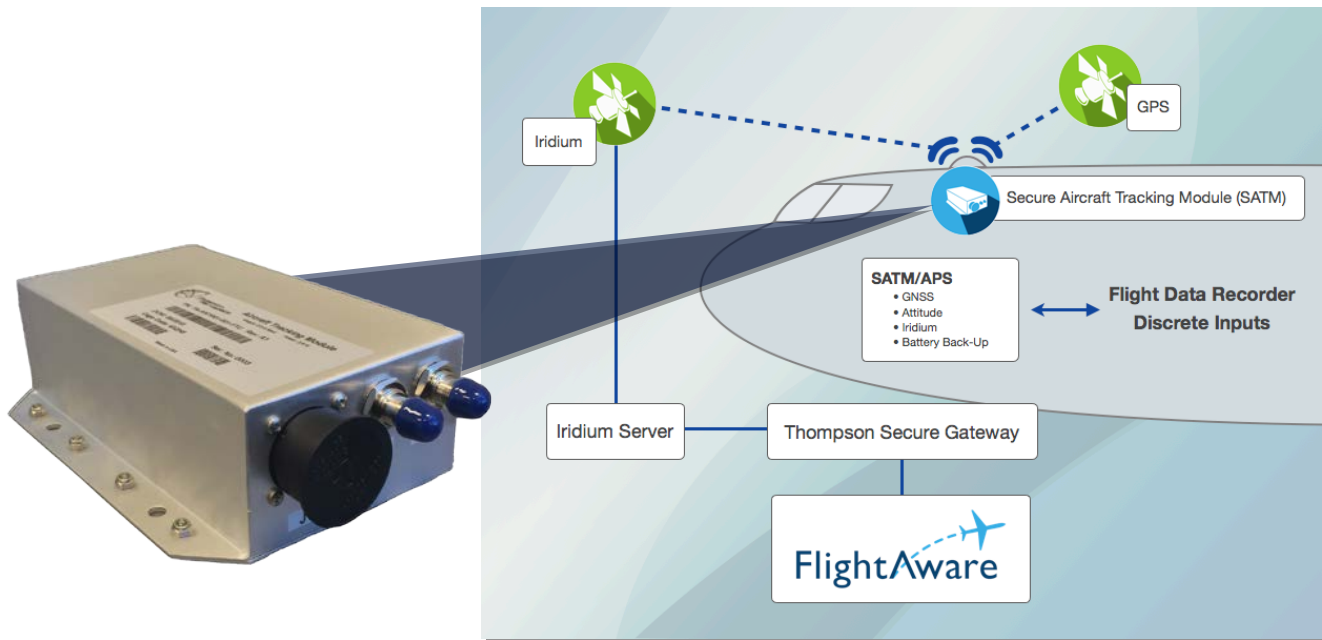 Iridium
GPS
Secure Aircraft Tracking Module (SATM)
SATM/APS
• GNSS
• Attitude
• Iridium
• Battery Back-Up
Flight Data Recorder
Discrete Inputs
Iridium Server
Thompson Secure Gateway
FlightAware
Aircraft Tracking Module